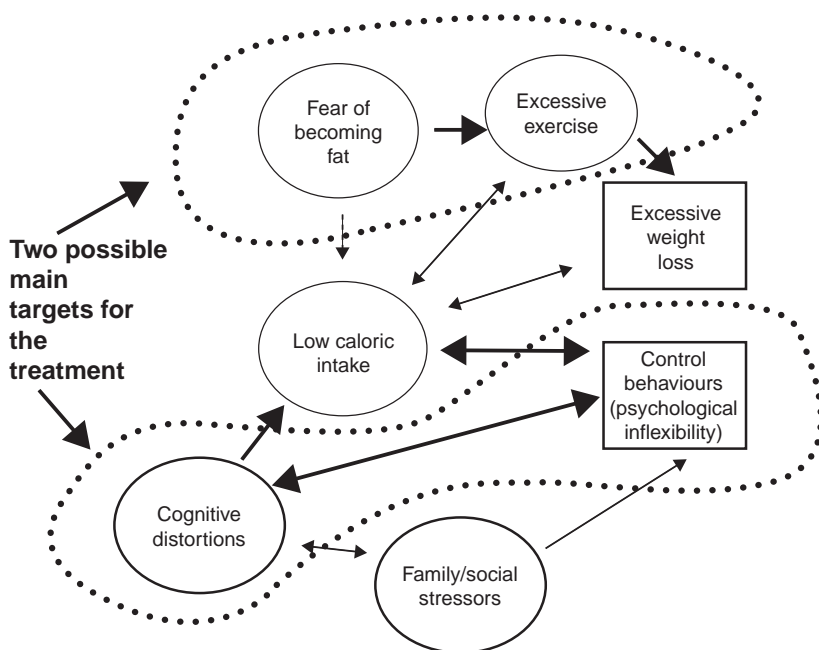 Fear of
becoming
fat
Excessive
exercise
Excessive
weight
loss
Two possible
main
targets for
the
treatment
Low caloric
intake
Control
behaviours
(psychological
inflexibility)
Cognitive
distortions
Family/social
stressors